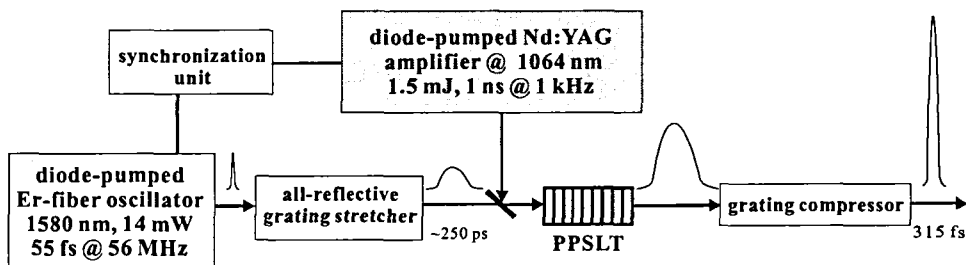 synchronization
unit
diode-pumped Nd:YAG
amplifier @ 1064 nm
1.5 mJ, 1 ns @ 1 kHz
diode-pumped
Er-fiber oscillator
1580 nm, 14 mW
55 fs @ 56 MHz
all-reflective
grating stretcher
~250 ps
PPSLT
grating compressor
315 fs